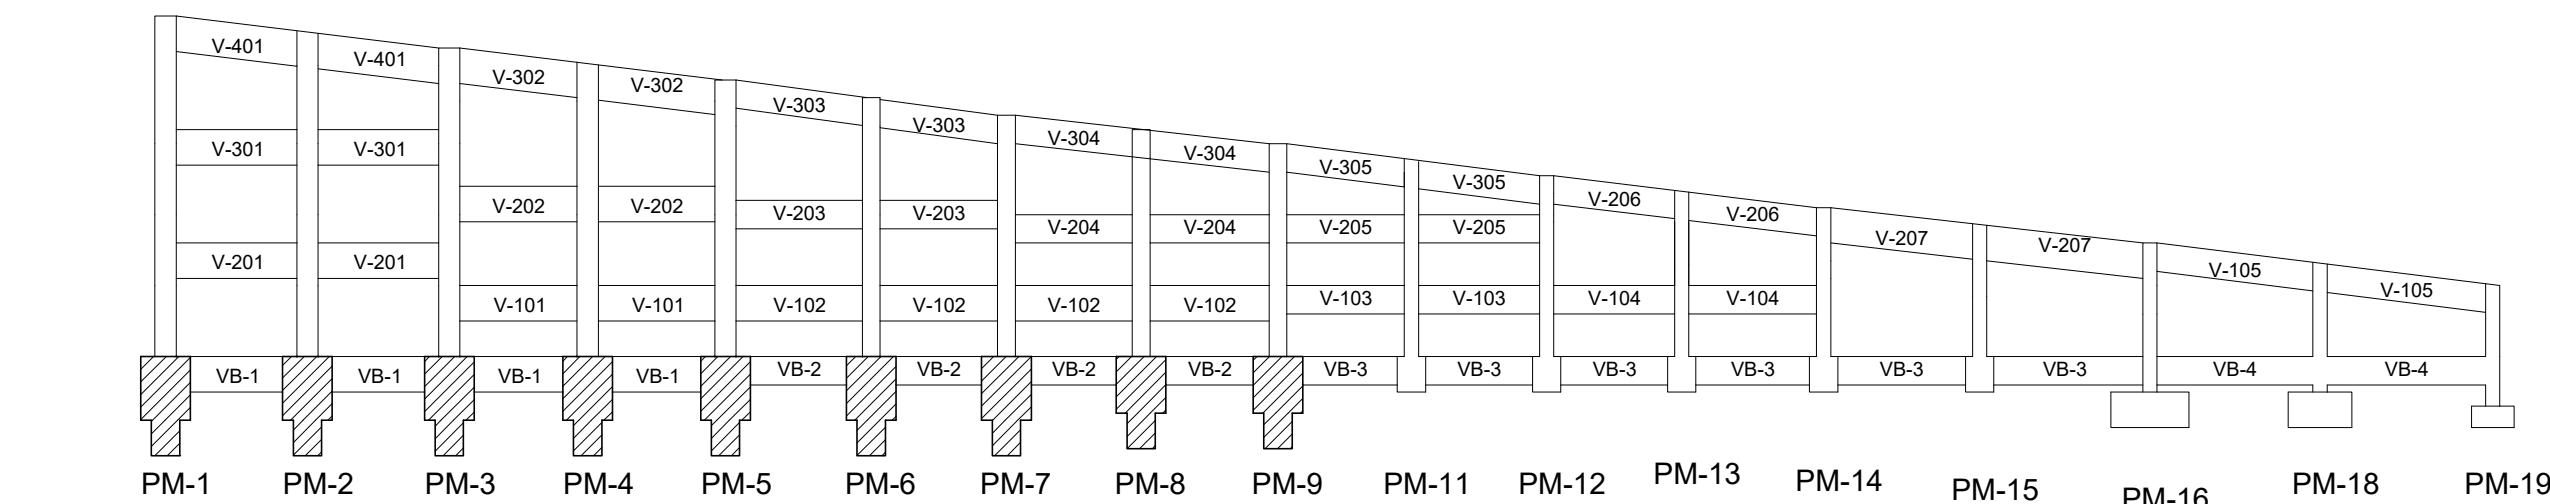 V-401 V-401 V-302 V-302 V-303 V-303 V-304 V-304 V-305 V-305 V-206 V-206 V-207 V-207 V-105 V-105
V-301 V-301 V-202 V-202 V-203 V-203 V-204 V-204 V-205 V-205
V-201 V-201 V-101 V-101 V-102 V-102 V-102 V-102 V-103 V-103 V-104 V-104
VB-1 VB-1 VB-1 VB-1 VB-2 VB-2 VB-2 VB-2 VB-3 VB-3 VB-3 VB-3 VB-3 VB-3 VB-4 VB-4
PM-1 PM-2 PM-3 PM-4 PM-5 PM-6 PM-7 PM-8 PM-9 PM-11 PM-12 PM-13 PM-14 PM-15 PM-16 PM-18 PM-19